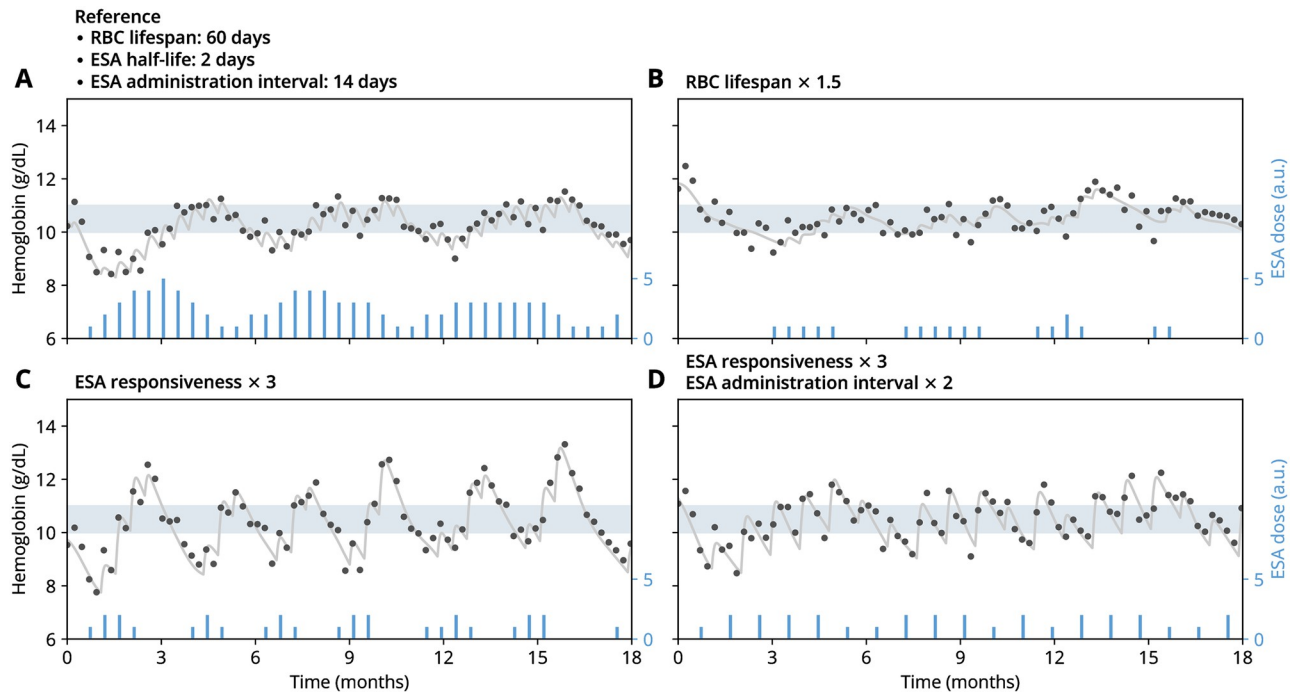 Reference
• RBC lifespan: 60 days
• ESA half-life: 2 days
• ESA administration interval: 14 days
A
B
RBC lifespan × 1.5
14
12
10
8
6
Hemoglobin (g/dL)
5
0
5
0
ESA dose (a.u.)
C
ESA responsiveness × 3
D
ESA responsiveness × 3
ESA administration interval × 2
14
12
10
8
6
Hemoglobin (g/dL)
5
0
5
0
ESA dose (a.u.)
0 3 6 9 12 15 18
0 3 6 9 12 15 18
Time (months)
Time (months)